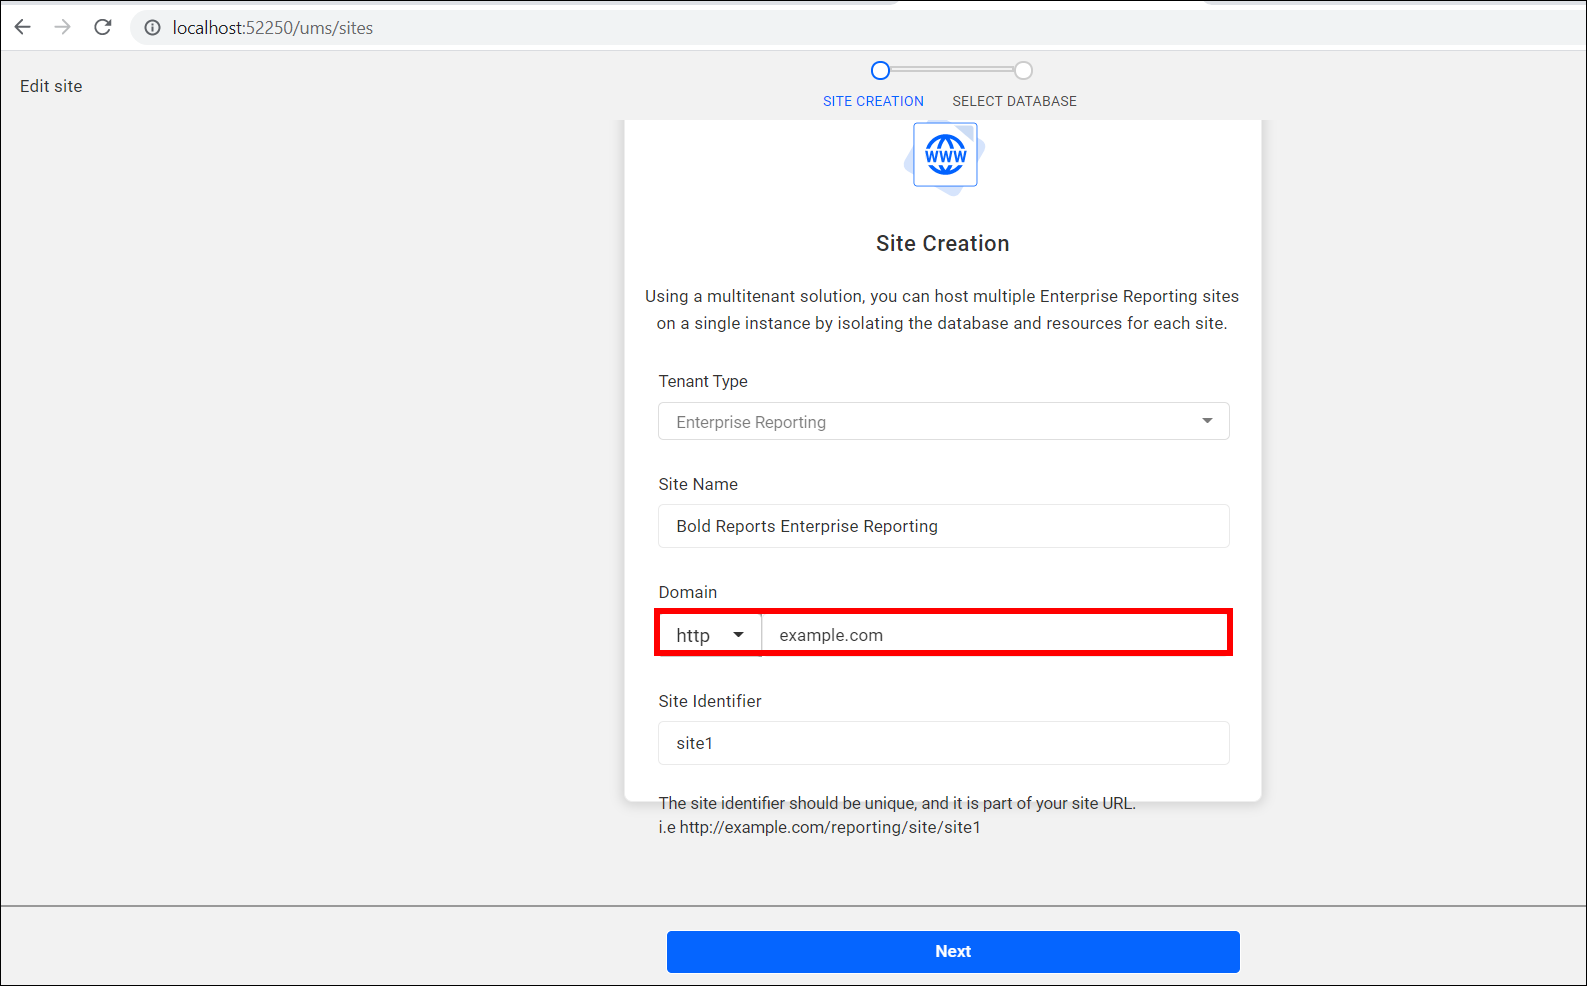 localhost:52250/ums/sites
Edit site
SITE CREATION
SELECT DATABASE
WWW
Site Creation
Using a multitenant solution, you can host multiple Enterprise Reporting sites
on a single instance by isolating the database and resources for each site.
Tenant Type
Enterprise Reporting
Site Name
Bold Reports Enterprise Reporting
Domain
http
example.com
Site Identifier
site1
The site identifier should be unique, and it is part of your site URL.
i.e http://example.com/reporting/site/site1
Next